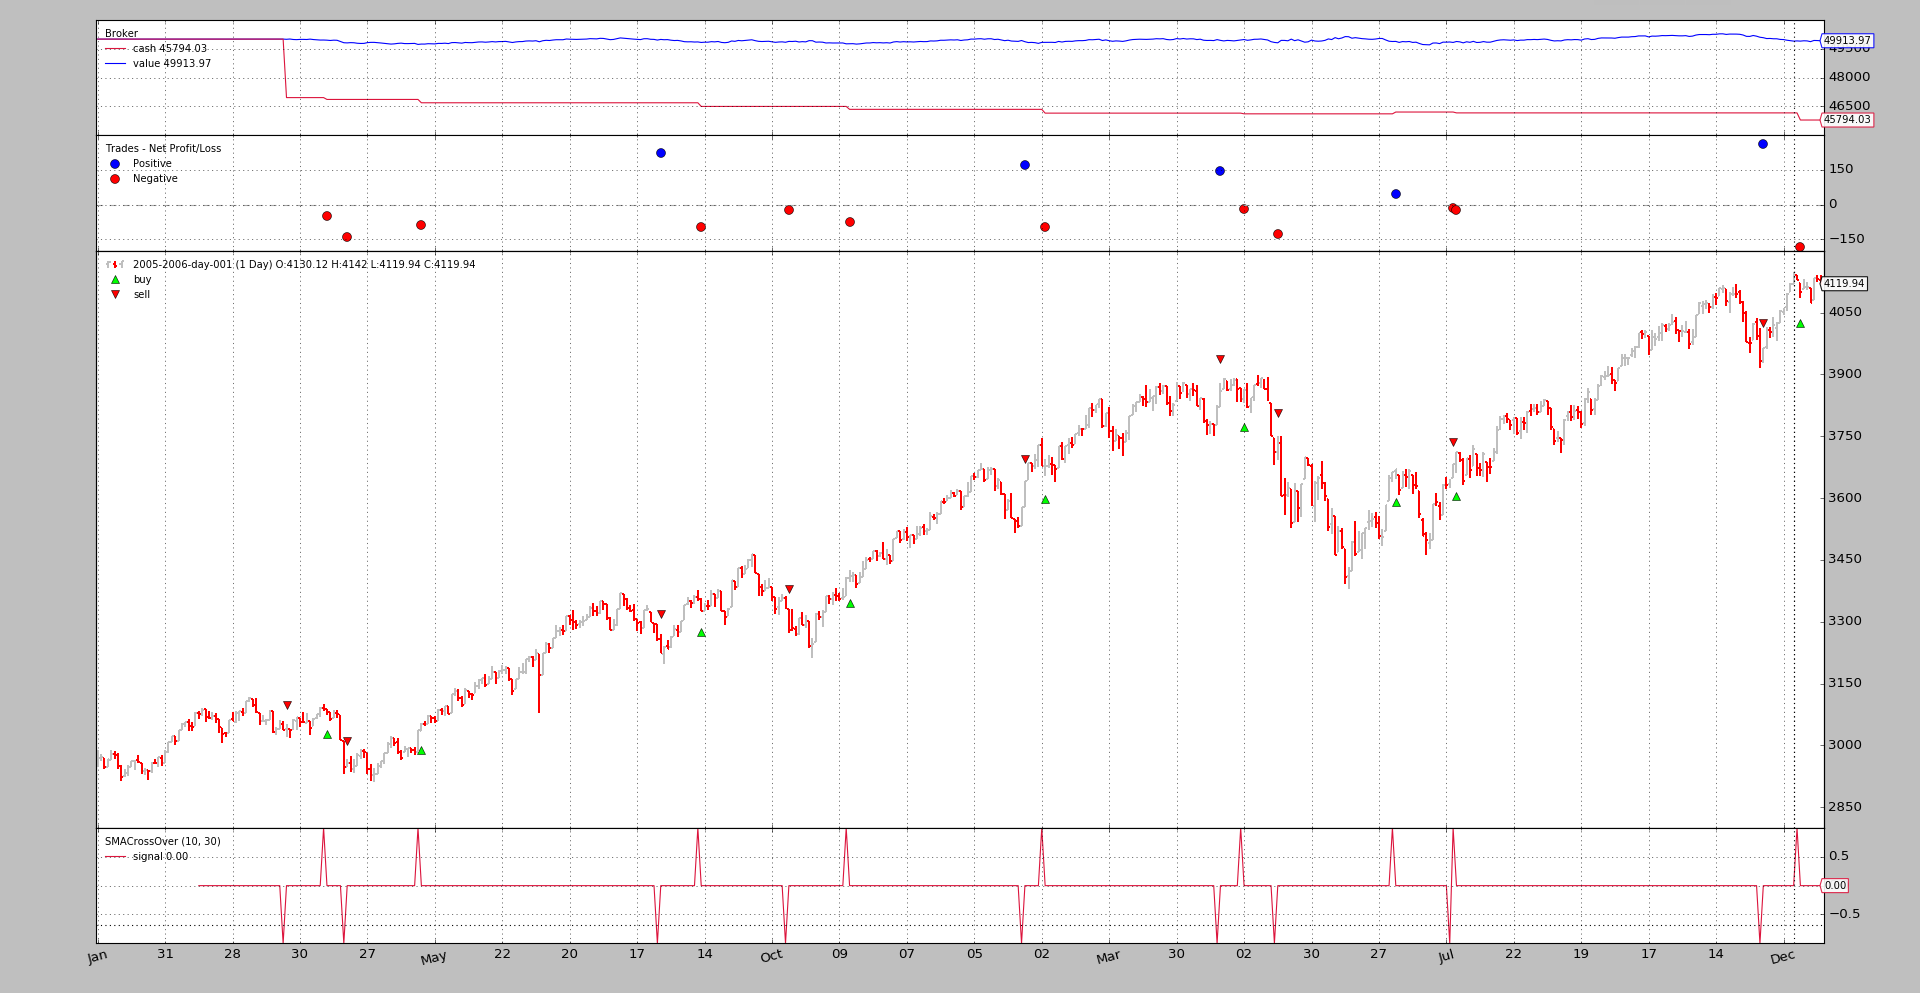 Broker
cash 45794.03
value 49913.97
49913.97
49500
48000
46500
45794.03
Trades - Net Profit/Loss
Positive
Negative
150
0
−150
2005-2006-day-001 (1 Day) O:4130.12 H:4142 L:4119.94 C:4119.94
buy
sell
4119.94
4050
3900
3750
3600
3450
3300
3150
3000
2850
SMACrossOver (10, 30)
signal 0.00
0.5
0.00
−0.5
Jan 31 28 30 27 May 22 20 17 14 Oct 09 07 05 02 Mar 30 02 30 27 Jul 22 19 17 14 Dec